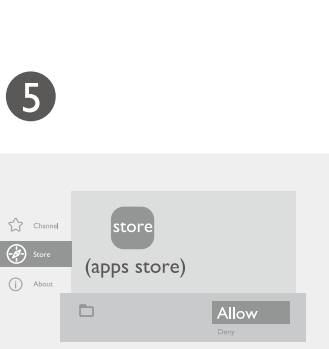 5
Channel
store
Store
(apps store)
About
Allow
Deny